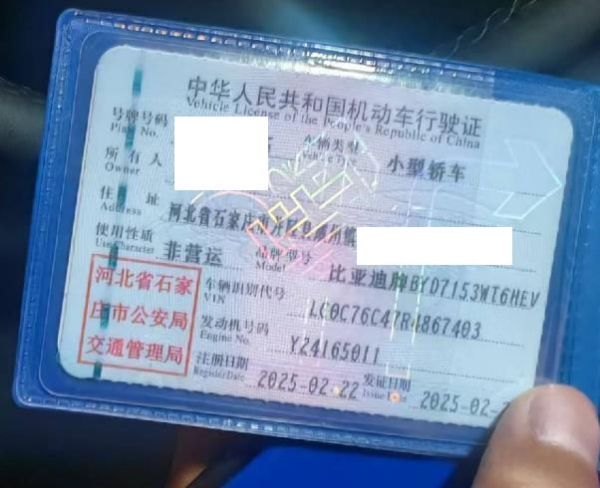 中华人民共和国机动车行驶证
Vehicle License of the People's Republic of China
号牌号码
Plate No.
车辆类型 小型轿车
Vehicle Type
所有人
Owner
住址 河北省石家庄市
Address
使用性质 非营运
Use Character
品牌型号 比亚迪牌BYD7153WT6HEV
Model
车辆识别代号 LC0C76C47R4867403
VIN
发动机号码 Y24165011
Engine No.
注册日期 2025-02-22
Register Date
发证日期 2025-02-2
Issue Date
河北省石家
庄市公安局
交通管理局